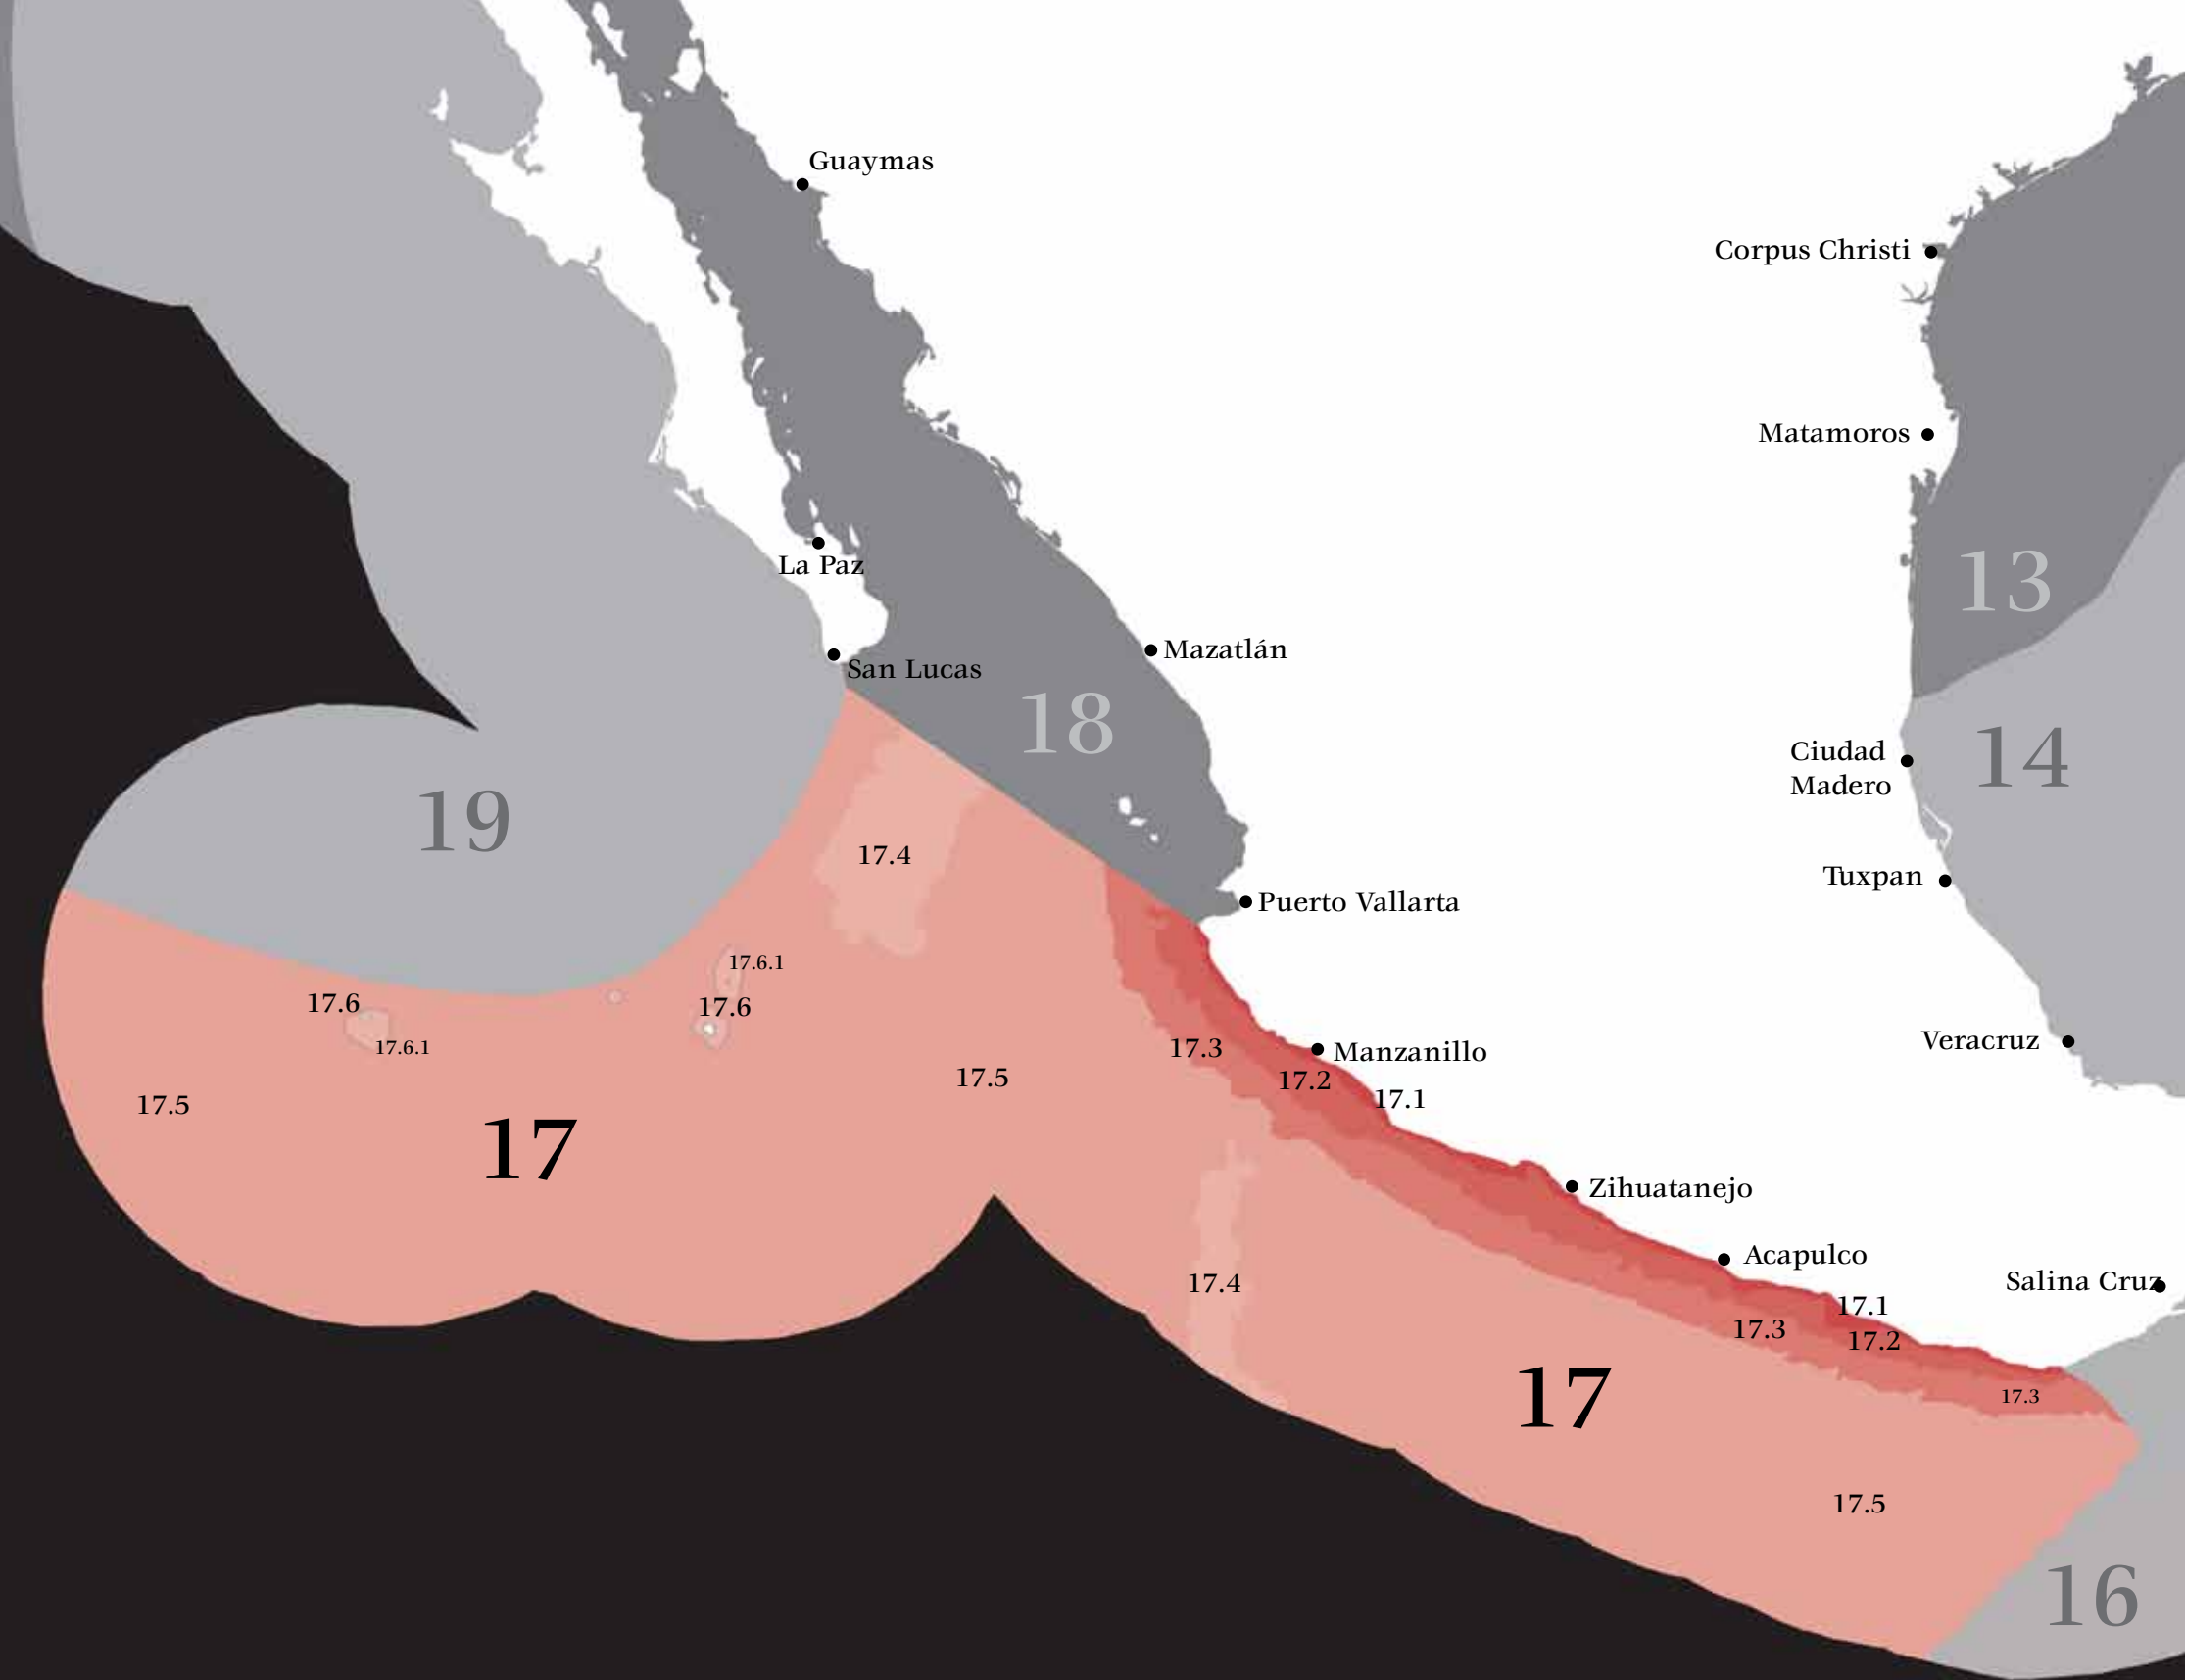 Guaymas
Corpus Christi
Matamoros
La Paz
13
San Lucas
Mazatlán
18
Ciudad
Madero
14
19
17.4
Tuxpan
Puerto Vallarta
17.6.1
17.6
17.6
17.6.1
17.3
Manzanillo
Veracruz
17.5
17.2
17.1
17.5
17
Zihuatanejo
17.4
Acapulco
Salina Cruz
17.1
17.3
17.2
17
17.3
17.5
16